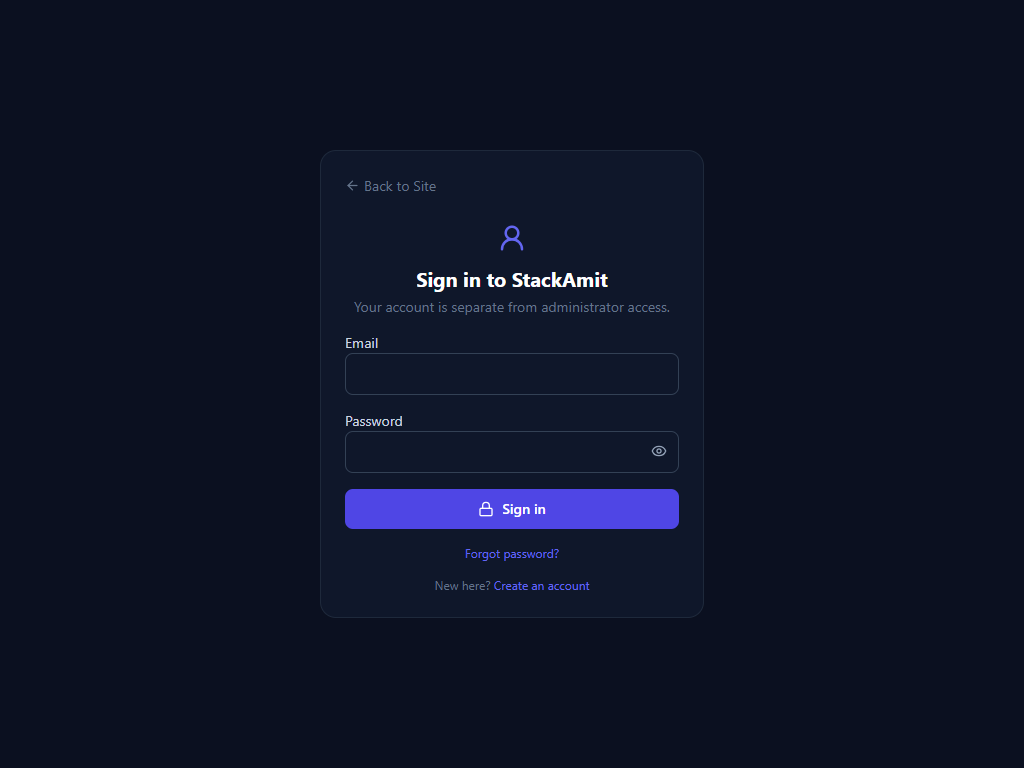 Back to Site
Sign in to StackAmit
Your account is separate from administrator access.
Email
Password
Sign in
Forgot password?
New here? Create an account